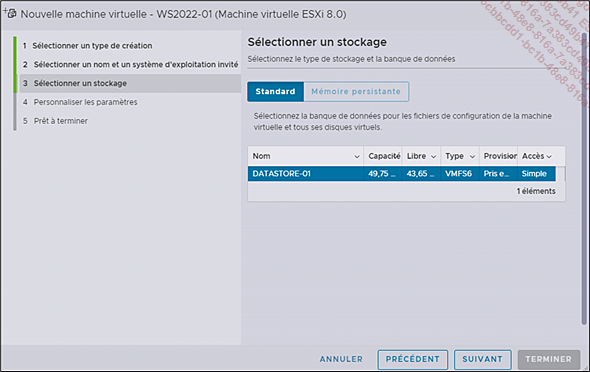 Nouvelle machine virtuelle - WS2022-01 (Machine virtuelle ESXi 8.0)
1 Sélectionner un type de création
2 Sélectionner un nom et un système d'exploitation invité
3 Sélectionner un stockage
4 Personnaliser les paramètres
5 Prêt à terminer
Sélectionner un stockage
Sélectionnez le type de stockage et la banque de données
Standard Mémoire persistante
Sélectionnez la banque de données pour les fichiers de configuration de la machine
virtuelle et tous ses disques virtuels.
Nom Capacité Libre Type Provision Accès
DATASTORE-01 49,75 ... 43,65 ... VMFS6 Pris e... Simple
1 éléments
ANNULER PRÉCÉDENT SUIVANT TERMINER